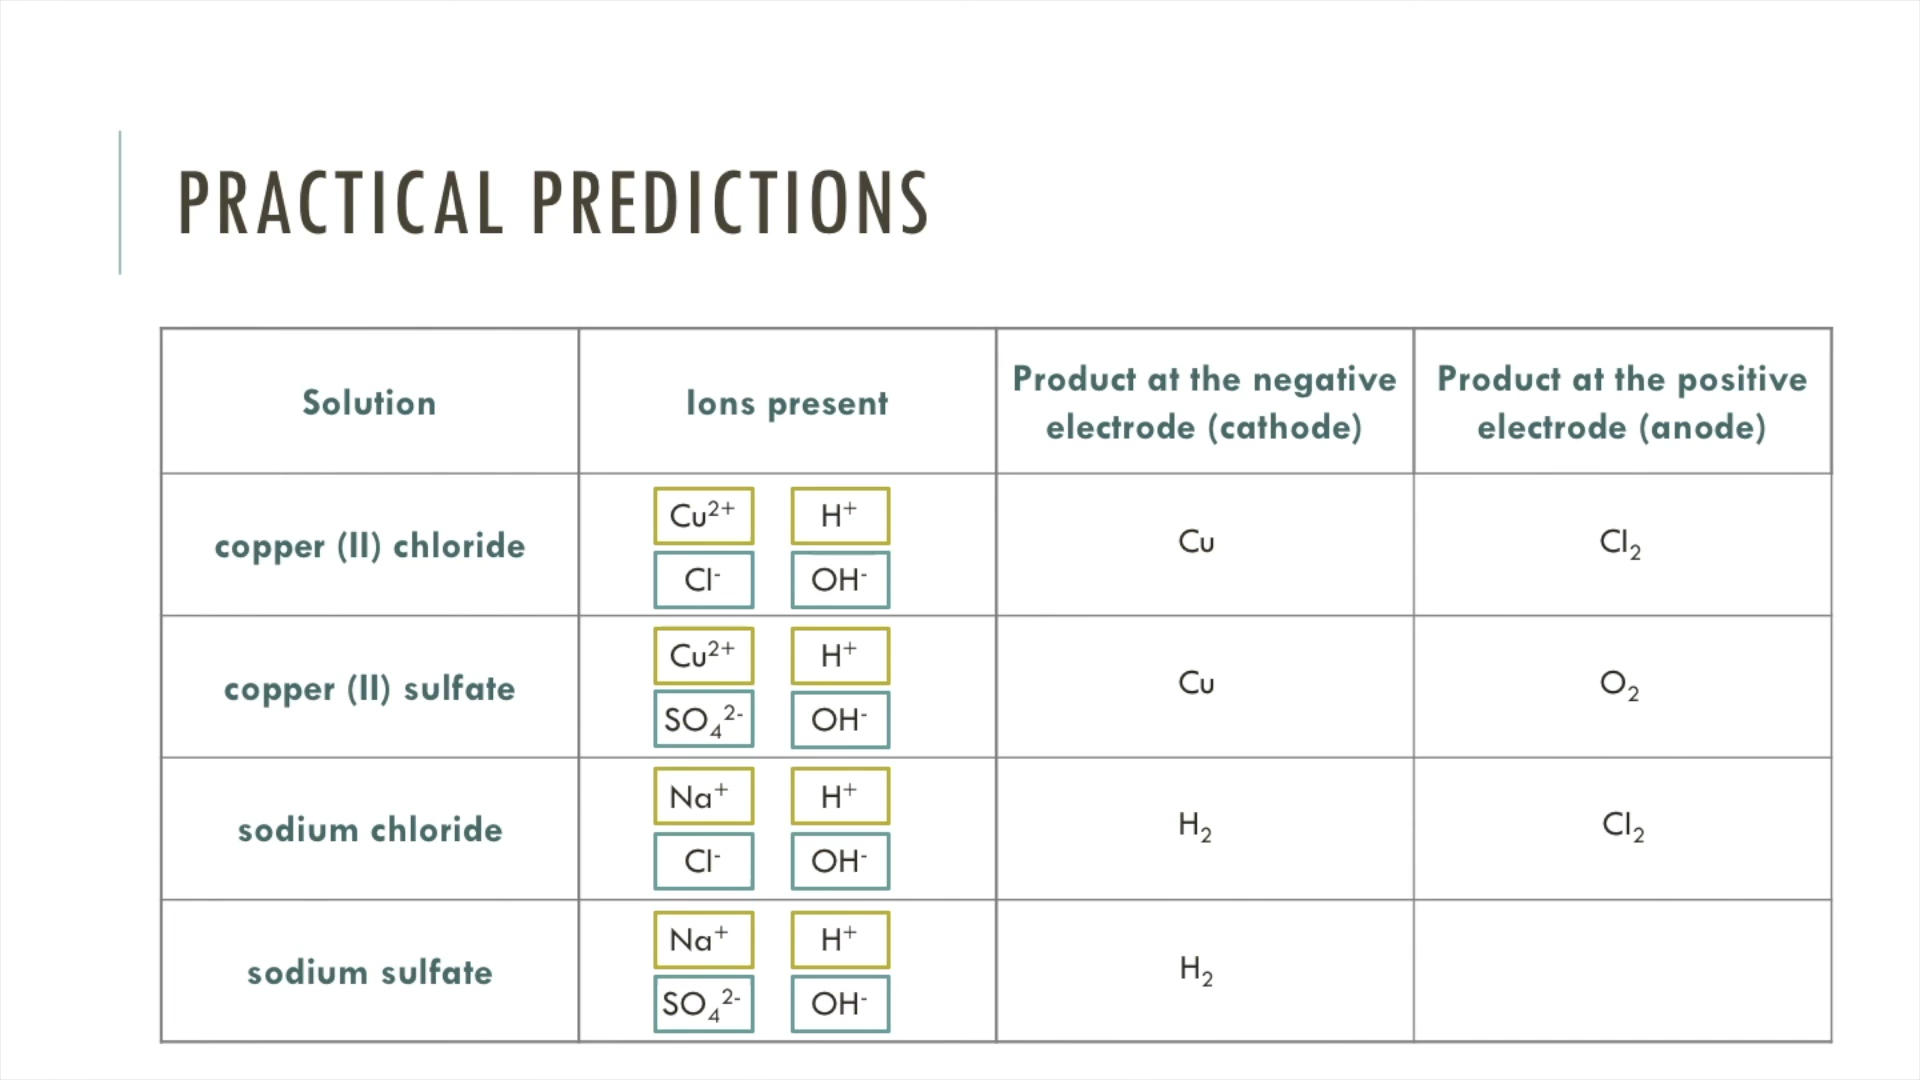 PRACTICAL PREDICTIONS
Solution
Ions present
Product at the negative
electrode (cathode)
Product at the positive
electrode (anode)
copper (II) chloride
Cu²⁺ H⁺
Cl⁻ OH⁻
Cu
Cl₂
copper (II) sulfate
Cu²⁺ H⁺
SO₄²⁻ OH⁻
Cu
O₂
sodium chloride
Na⁺ H⁺
Cl⁻ OH⁻
H₂
Cl₂
sodium sulfate
Na⁺ H⁺
SO₄²⁻ OH⁻
H₂